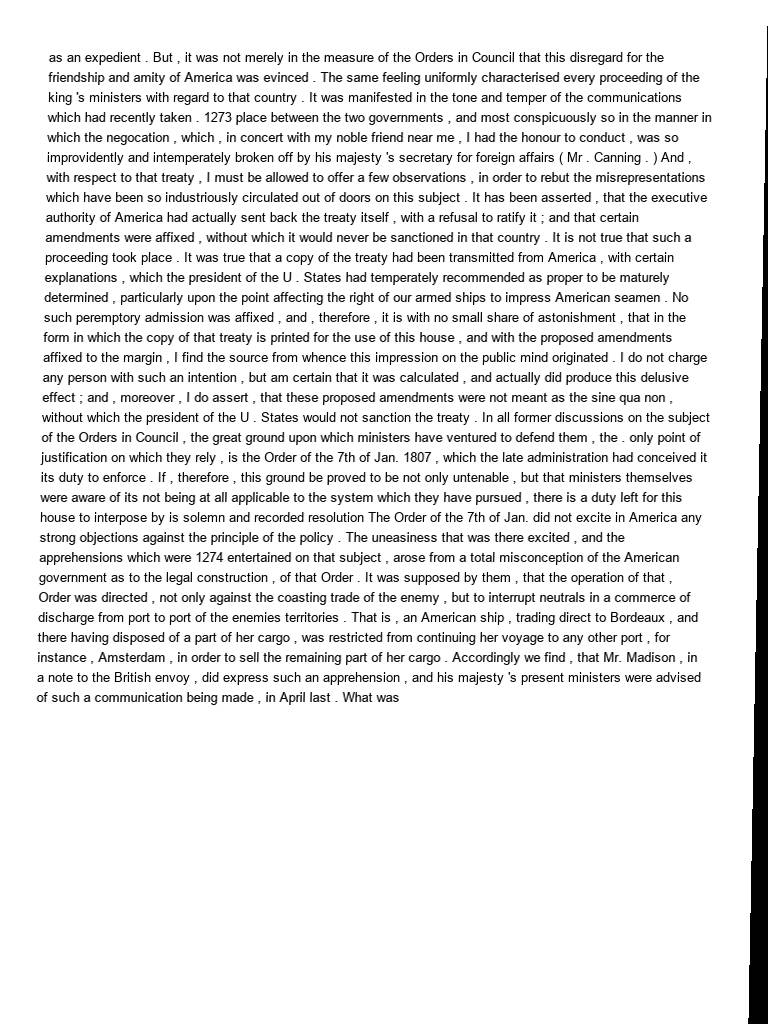 as an expedient . But , it was not merely in the measure of the Orders in Council that this disregard for the
friendship and amity of America was evinced . The same feeling uniformly characterised every proceeding of the
king 's ministers with regard to that country . It was manifested in the tone and temper of the communications
which had recently taken . 1273 place between the two governments , and most conspicuously so in the manner in
which the negocation , which , in concert with my noble friend near me , I had the honour to conduct , was so
improvidently and intemperately broken off by his majesty 's secretary for foreign affairs ( Mr . Canning . ) And ,
with respect to that treaty , I must be allowed to offer a few observations , in order to rebut the misrepresentations
which have been so industriously circulated out of doors on this subject . It has been asserted , that the executive
authority of America had actually sent back the treaty itself , with a refusal to ratify it ; and that certain
amendments were affixed , without which it would never be sanctioned in that country . It is not true that such a
proceeding took place . It was true that a copy of the treaty had been transmitted from America , with certain
explanations , which the president of the U . States had temperately recommended as proper to be maturely
determined , particularly upon the point affecting the right of our armed ships to impress American seamen . No
such peremptory admission was affixed , and , therefore , it is with no small share of astonishment , that in the
form in which the copy of that treaty is printed for the use of this house , and with the proposed amendments
affixed to the margin , I find the source from whence this impression on the public mind originated . I do not charge
any person with such an intention , but am certain that it was calculated , and actually did produce this delusive
effect ; and , moreover , I do assert , that these proposed amendments were not meant as the sine qua non ,
without which the president of the U . States would not sanction the treaty . In all former discussions on the subject
of the Orders in Council , the great ground upon which ministers have ventured to defend them , the . only point of
justification on which they rely , is the Order of the 7th of Jan. 1807 , which the late administration had conceived it
its duty to enforce . If , therefore , this ground be proved to be not only untenable , but that ministers themselves
were aware of its not being at all applicable to the system which they have pursued , there is a duty left for this
house to interpose by is solemn and recorded resolution The Order of the 7th of Jan. did not excite in America any
strong objections against the principle of the policy . The uneasiness that was there excited , and the
apprehensions which were 1274 entertained on that subject , arose from a total misconception of the American
government as to the legal construction , of that Order . It was supposed by them , that the operation of that ,
Order was directed , not only against the coasting trade of the enemy , but to interrupt neutrals in a commerce of
discharge from port to port of the enemies territories . That is , an American ship , trading direct to Bordeaux , and
there having disposed of a part of her cargo , was restricted from continuing her voyage to any other port , for
instance , Amsterdam , in order to sell the remaining part of her cargo . Accordingly we find , that Mr. Madison , in
a note to the British envoy , did express such an apprehension , and his majesty 's present ministers were advised
of such a communication being made , in April last . What was